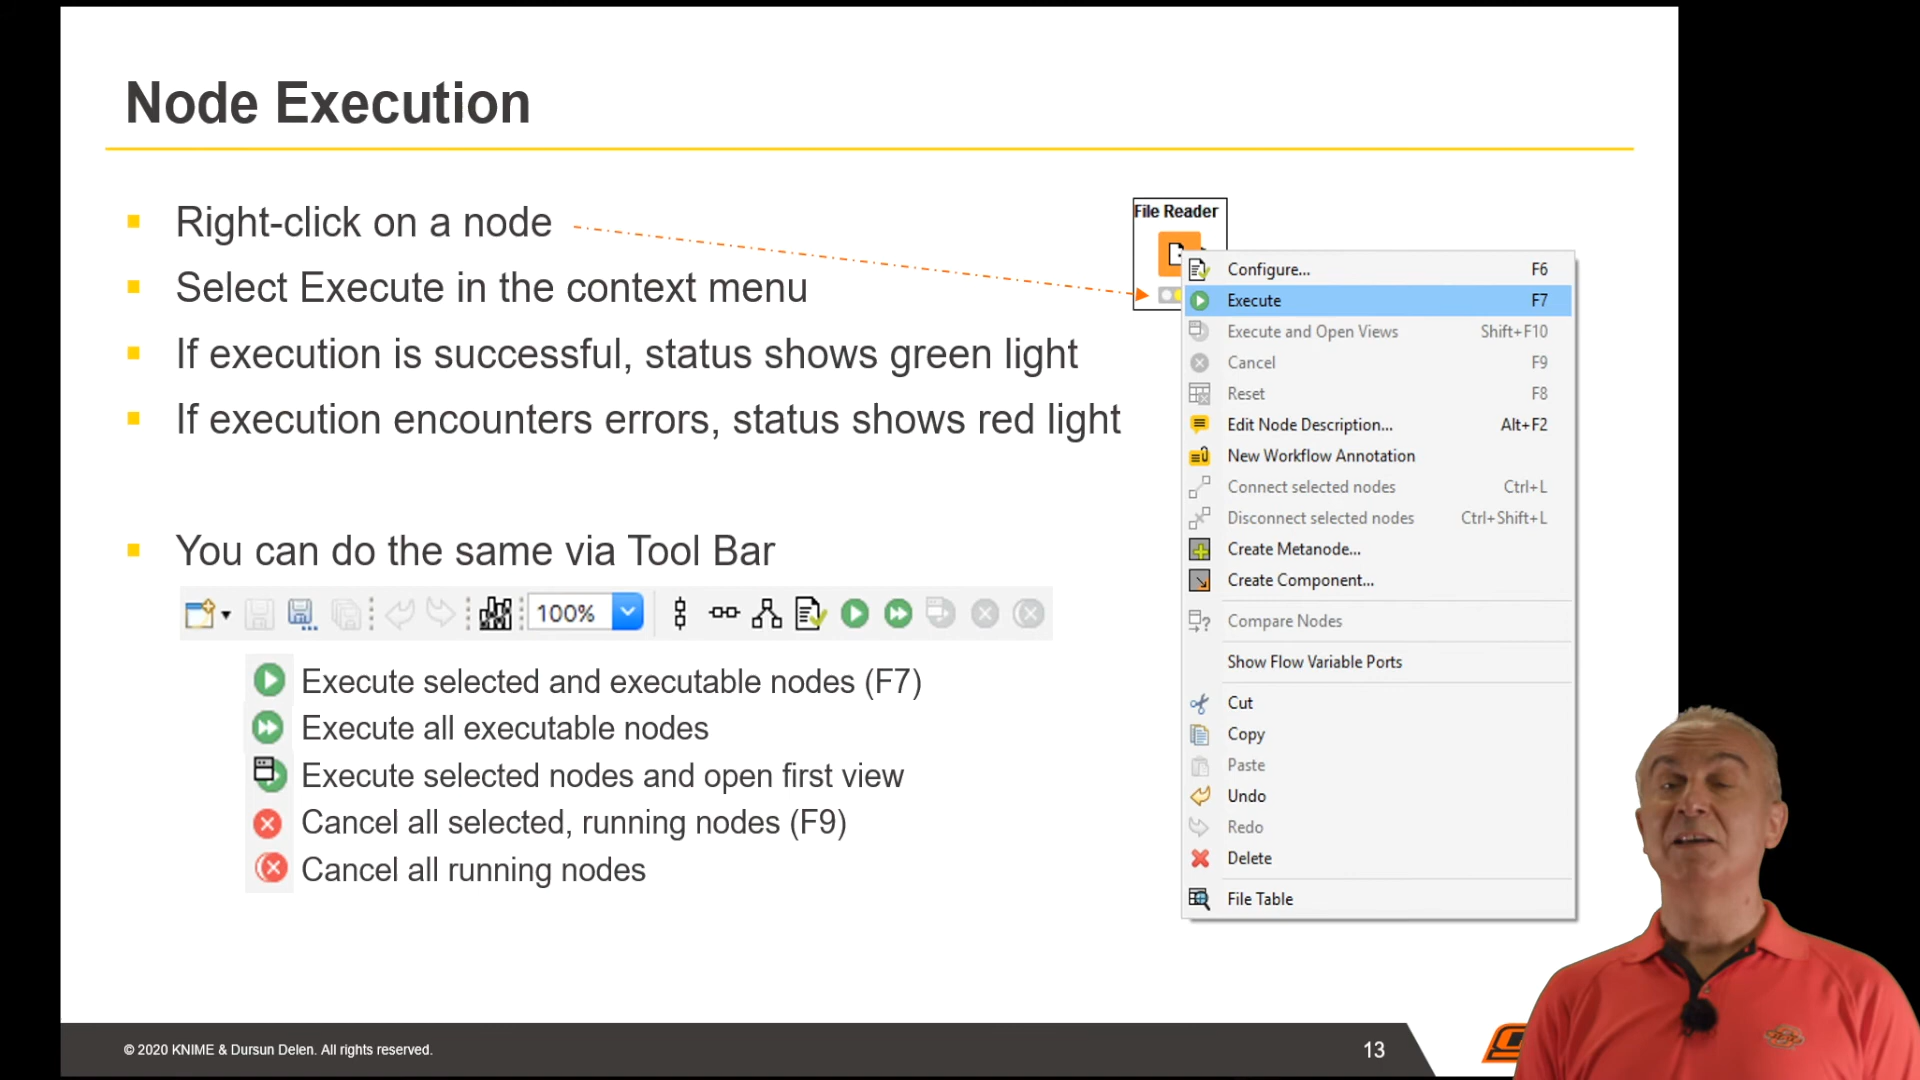 Node Execution
Right-click on a node
Select Execute in the context menu
If execution is successful, status shows green light
If execution encounters errors, status shows red light
You can do the same via Tool Bar
100%
Execute selected and executable nodes (F7)
Execute all executable nodes
Execute selected nodes and open first view
Cancel all selected, running nodes (F9)
Cancel all running nodes
File Reader
Configure... F6
Execute F7
Execute and Open Views Shift+F10
Cancel F9
Reset F8
Edit Node Description... Alt+F2
New Workflow Annotation
Connect selected nodes Ctrl+L
Disconnect selected nodes Ctrl+Shift+L
Create Metanode...
Create Component...
Compare Nodes
Show Flow Variable Ports
Cut
Copy
Paste
Undo
Redo
Delete
File Table
© 2020 KNIME & Dursun Delen. All rights reserved.
13